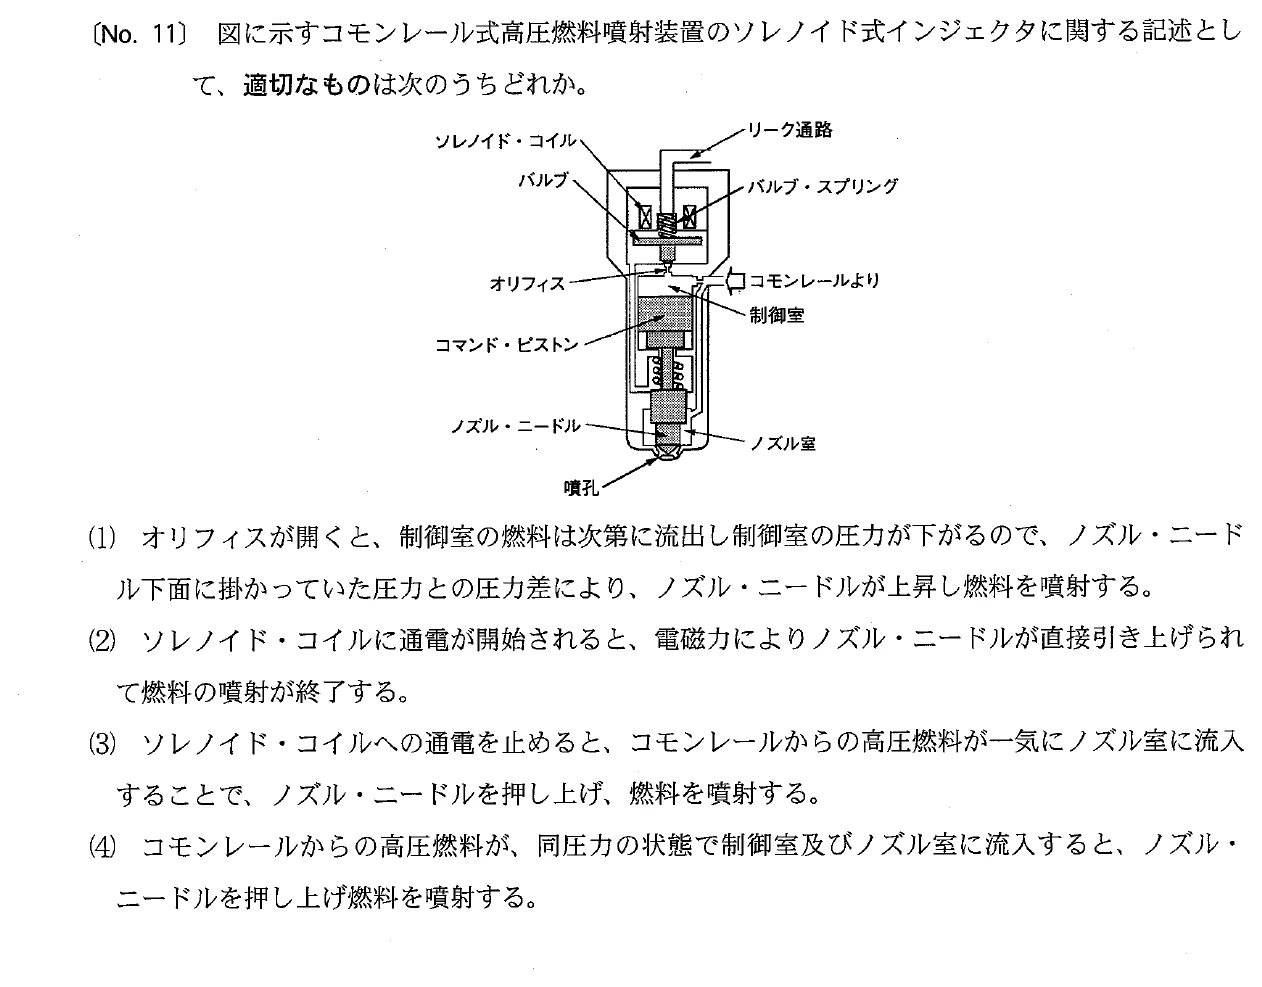 〔No. 11〕 図に示すコモンレール式高圧燃料噴射装置のソレノイド式インジェクタに関する記述とし
て、適切なものは次のうちどれか。
リーク通路
ソレノイド・コイル
バルブ
バルブ・スプリング
オリフィス
コモンレールより
制御室
コマンド・ピストン
ノズル・ニードル
ノズル室
噴孔
⑴ オリフィスが開くと、制御室の燃料は次第に流出し制御室の圧力が下がるので、ノズル・ニード
ル下面に掛かっていた圧力との圧力差により、ノズル・ニードルが上昇し燃料を噴射する。
⑵ ソレノイド・コイルに通電が開始されると、電磁力によりノズル・ニードルが直接引き上げられ
て燃料の噴射が終了する。
⑶ ソレノイド・コイルへの通電を止めると、コモンレールからの高圧燃料が一気にノズル室に流入
することで、ノズル・ニードルを押し上げ、燃料を噴射する。
⑷ コモンレールからの高圧燃料が、同圧力の状態で制御室及びノズル室に流入すると、ノズル・
ニードルを押し上げ燃料を噴射する。